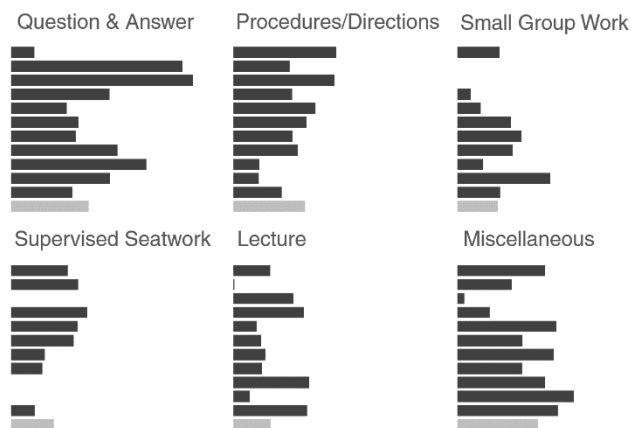 Question & Answer
Procedures/Directions
Small Group Work
Supervised Seatwork
Lecture
Miscellaneous